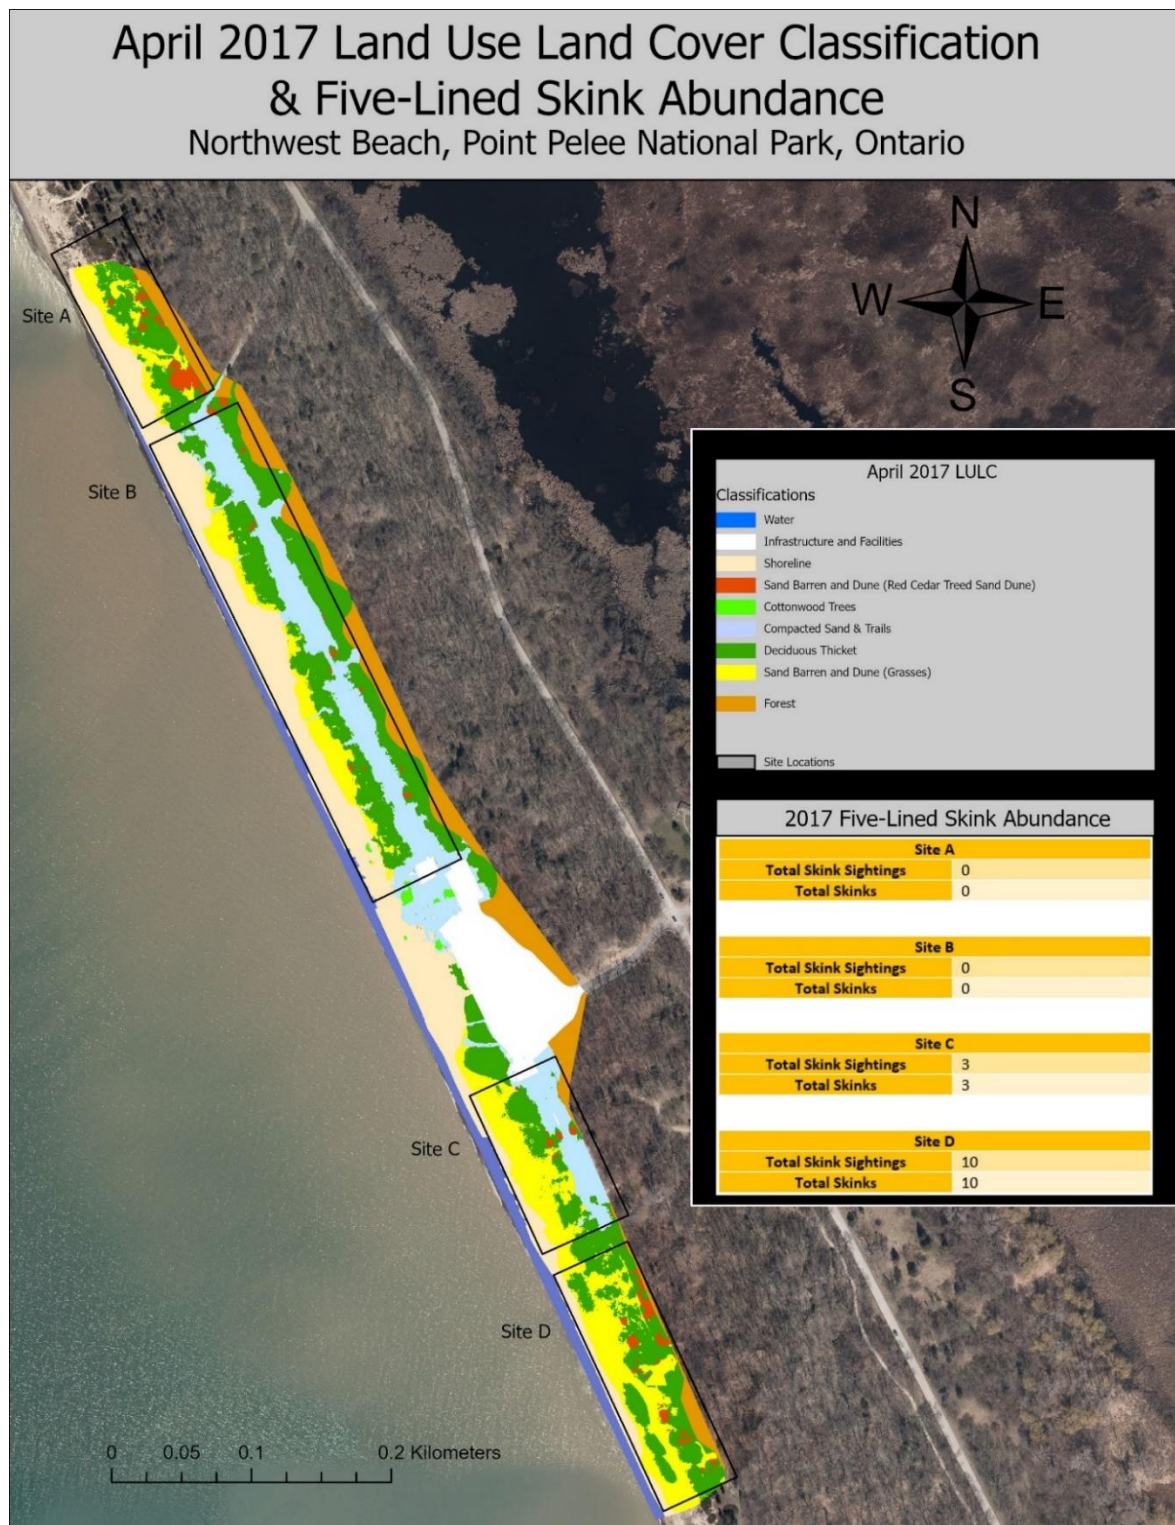 April 2017 Land Use Land Cover Classification
& Five-Lined Skink Abundance
Northwest Beach, Point Pelee National Park, Ontario
N
W
E
S
Site A
Site B
Site C
Site D
0 0.05 0.1 0.2 Kilometers
April 2017 LULC
Classifications
Water
Infrastructure and Facilities
Shoreline
Sand Barren and Dune (Red Cedar Treed Sand Dune)
Cottonwood Trees
Compacted Sand & Trails
Deciduous Thicket
Sand Barren and Dune (Grasses)
Forest
Site Locations
2017 Five-Lined Skink Abundance
Site A
Total Skink Sightings 0
Total Skinks 0
Site B
Total Skink Sightings 0
Total Skinks 0
Site C
Total Skink Sightings 3
Total Skinks 3
Site D
Total Skink Sightings 10
Total Skinks 10